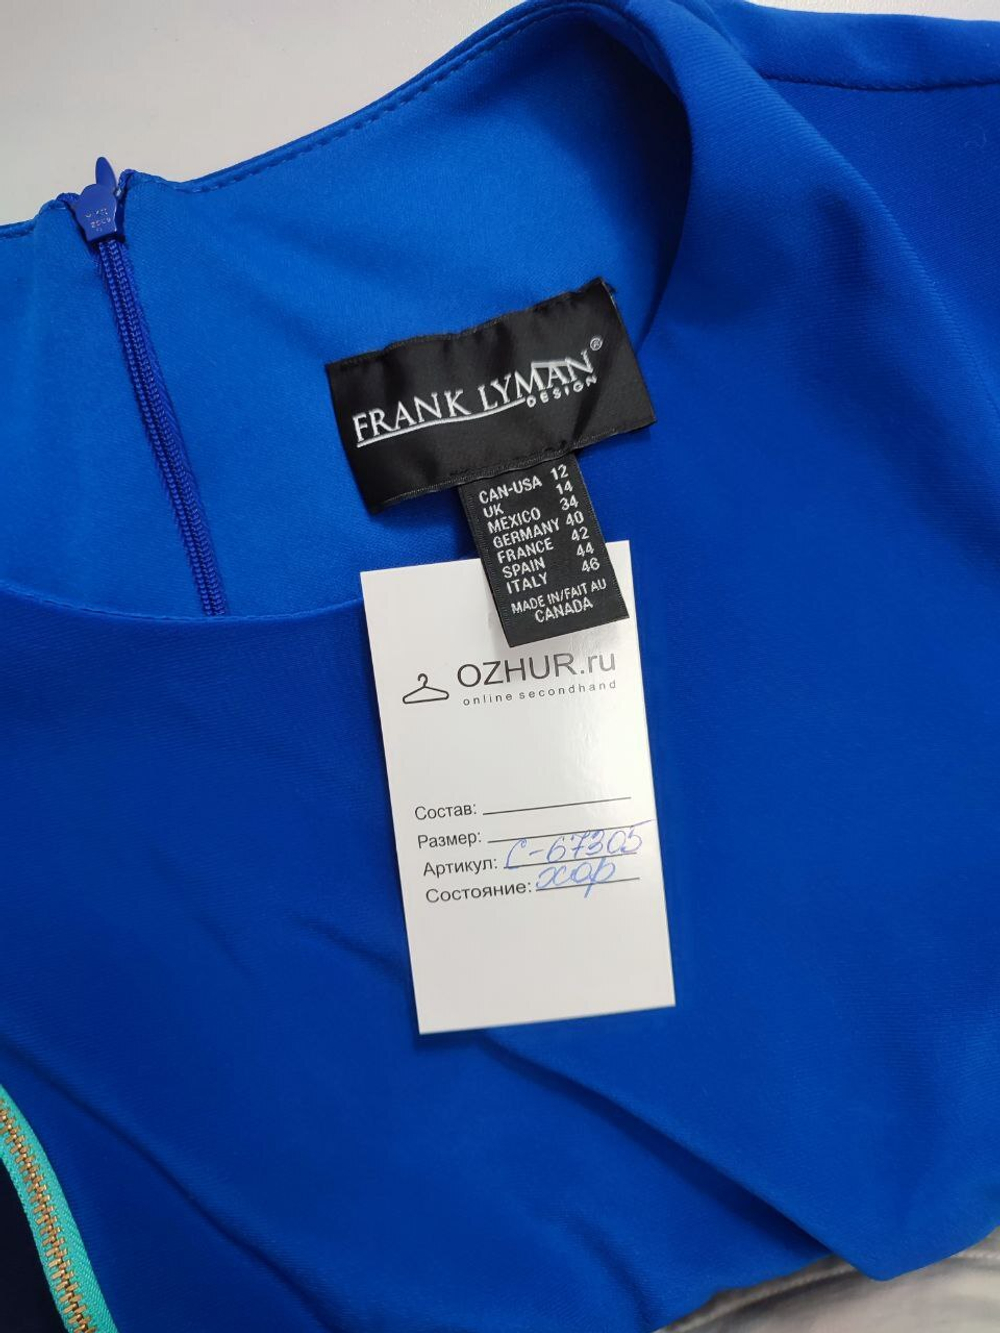 FRANK LYMAN®
DESIGN
CAN-USA 12
UK 14
MEXICO 34
GERMANY 40
FRANCE 42
SPAIN 44
ITALY 46
MADE IN/FAIT AU
CANADA
OZHUR.ru
online secondhand
Состав:
Размер:
Артикул: С-67305
Состояние: хор